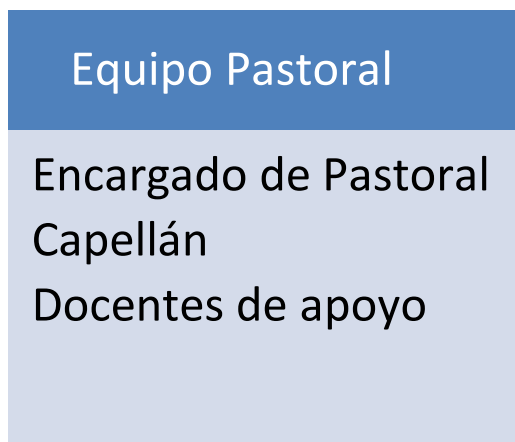 Equipo Pastoral
Encargado de Pastoral
Capellán
Docentes de apoyo